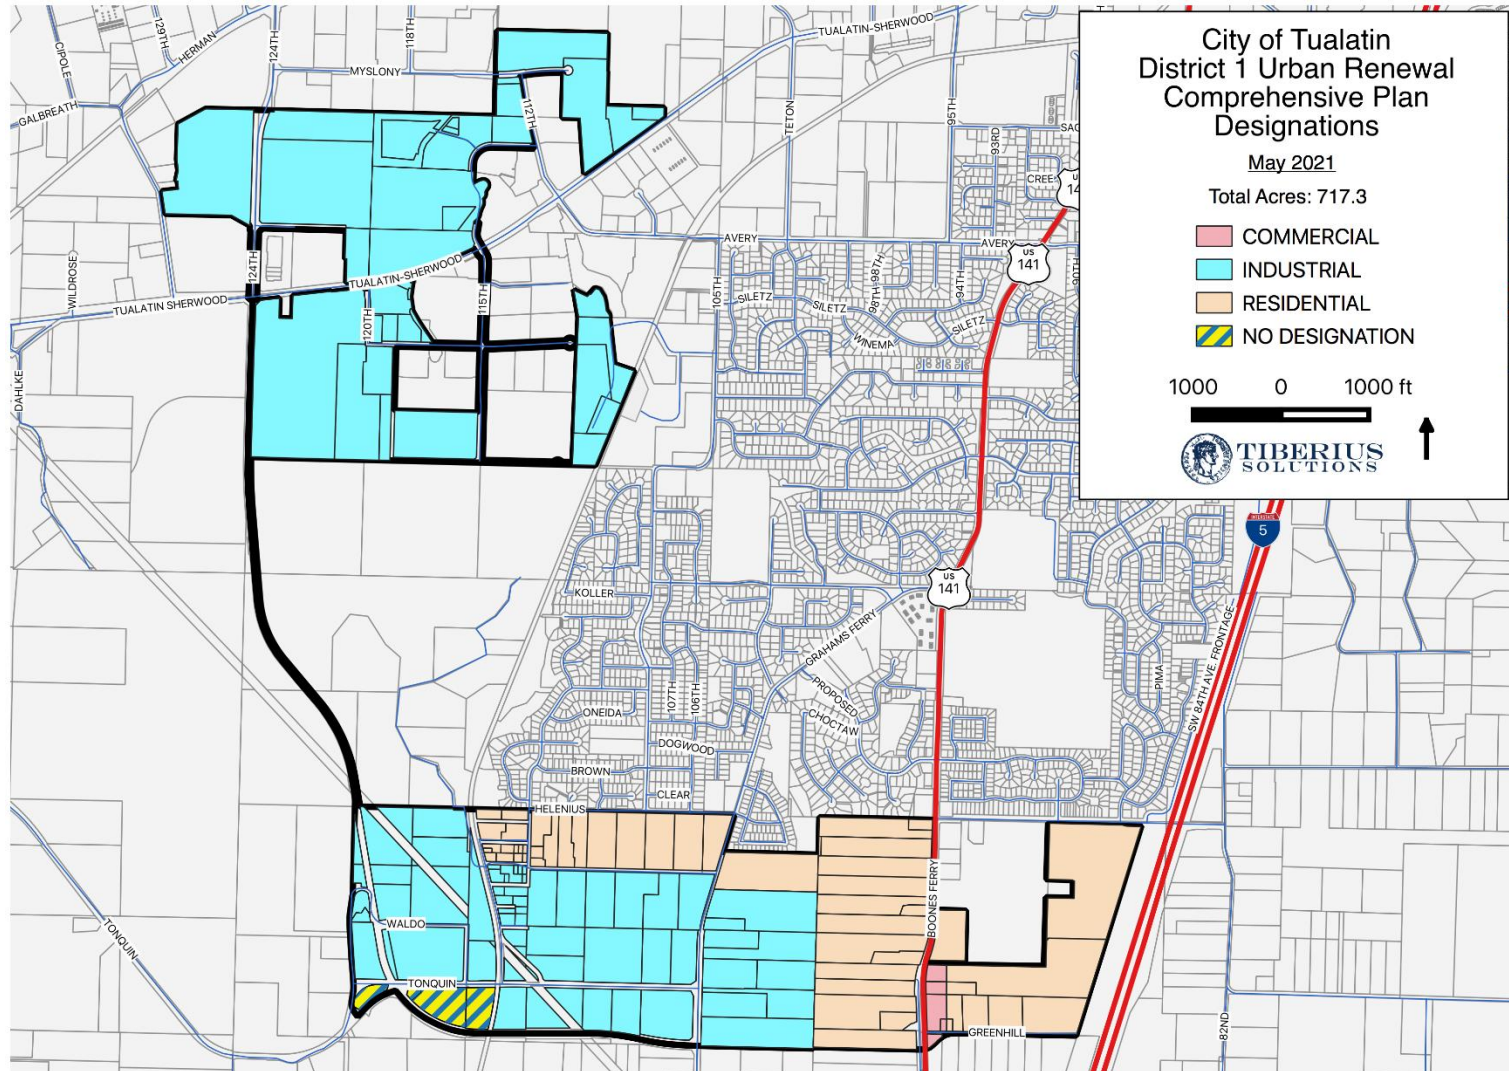 City of Tualatin
District 1 Urban Renewal
Comprehensive Plan
Designations
May 2021
Total Acres: 717.3
COMMERCIAL
INDUSTRIAL
RESIDENTIAL
NO DESIGNATION
1000 0 1000 ft
TIBERIUS
SOLUTIONS
CIPOLE
129TH
HERMAN
124TH
118TH
MYSLONY
TUALATIN-SHERWOOD
GALBREATH
112TH
TETON
95TH
93RD
CREE
US
141
AVERY
AVERY
WILDROSE
124TH
TUALATIN-SHERWOOD
TUALATIN SHERWOOD
120TH
115TH
105TH
SILETZ
SILETZ
98TH-98TH
94TH
SILETZ
WINEMA
90TH
DAHLKE
INTERSTATE
5
US
141
KOLLER
GRAHAMS FERRY
PROPOSED
CHOCTAW
PIMA
SW 84TH AVE. FRONTAGE
107TH
106TH
ONEIDA
DOGWOOD
BROWN
CLEAR
HELENIUS
BOONES FERRY
WALDO
TONQUIN
TONQUIN
GREENHILL
82ND